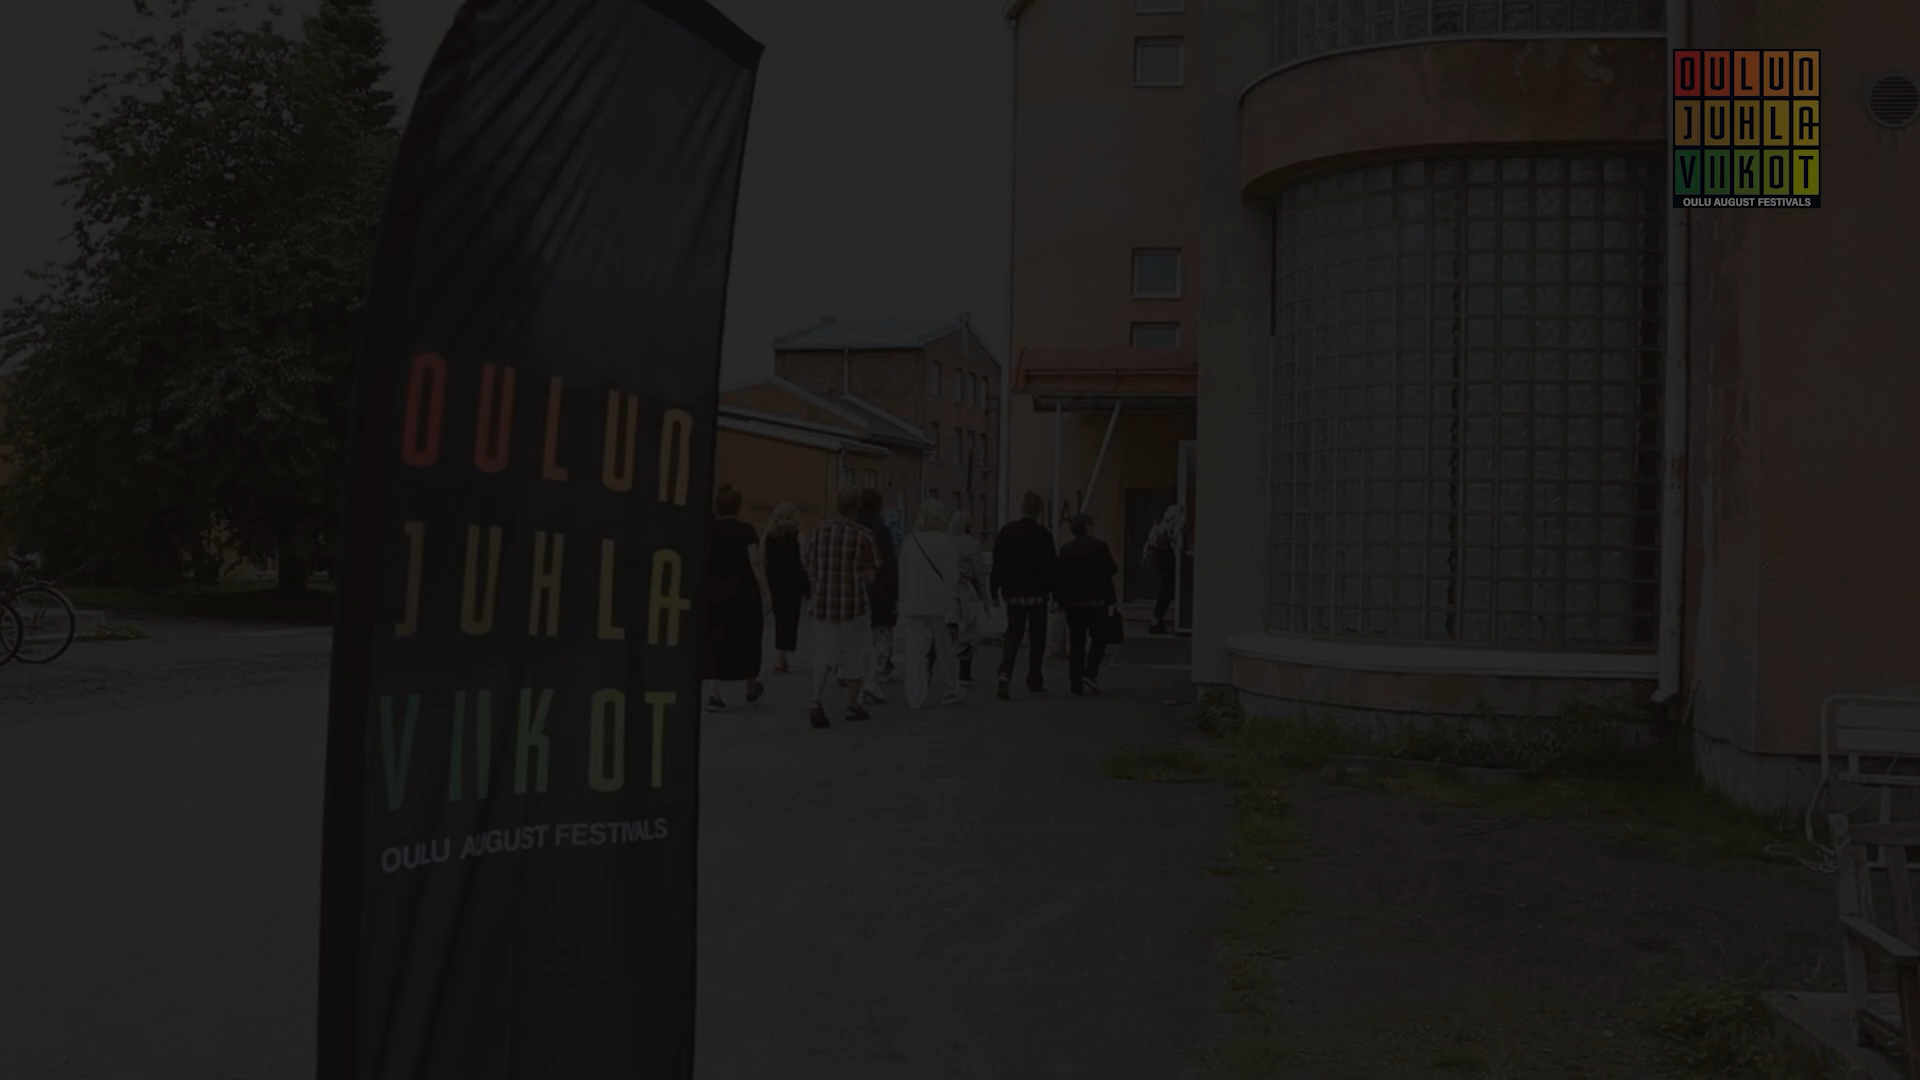 OULUN
JUHLA
VIIKOT
OULU AUGUST FESTIVALS
OULUN
JUHLA
VIIKOT
OULU AUGUST FESTIVALS